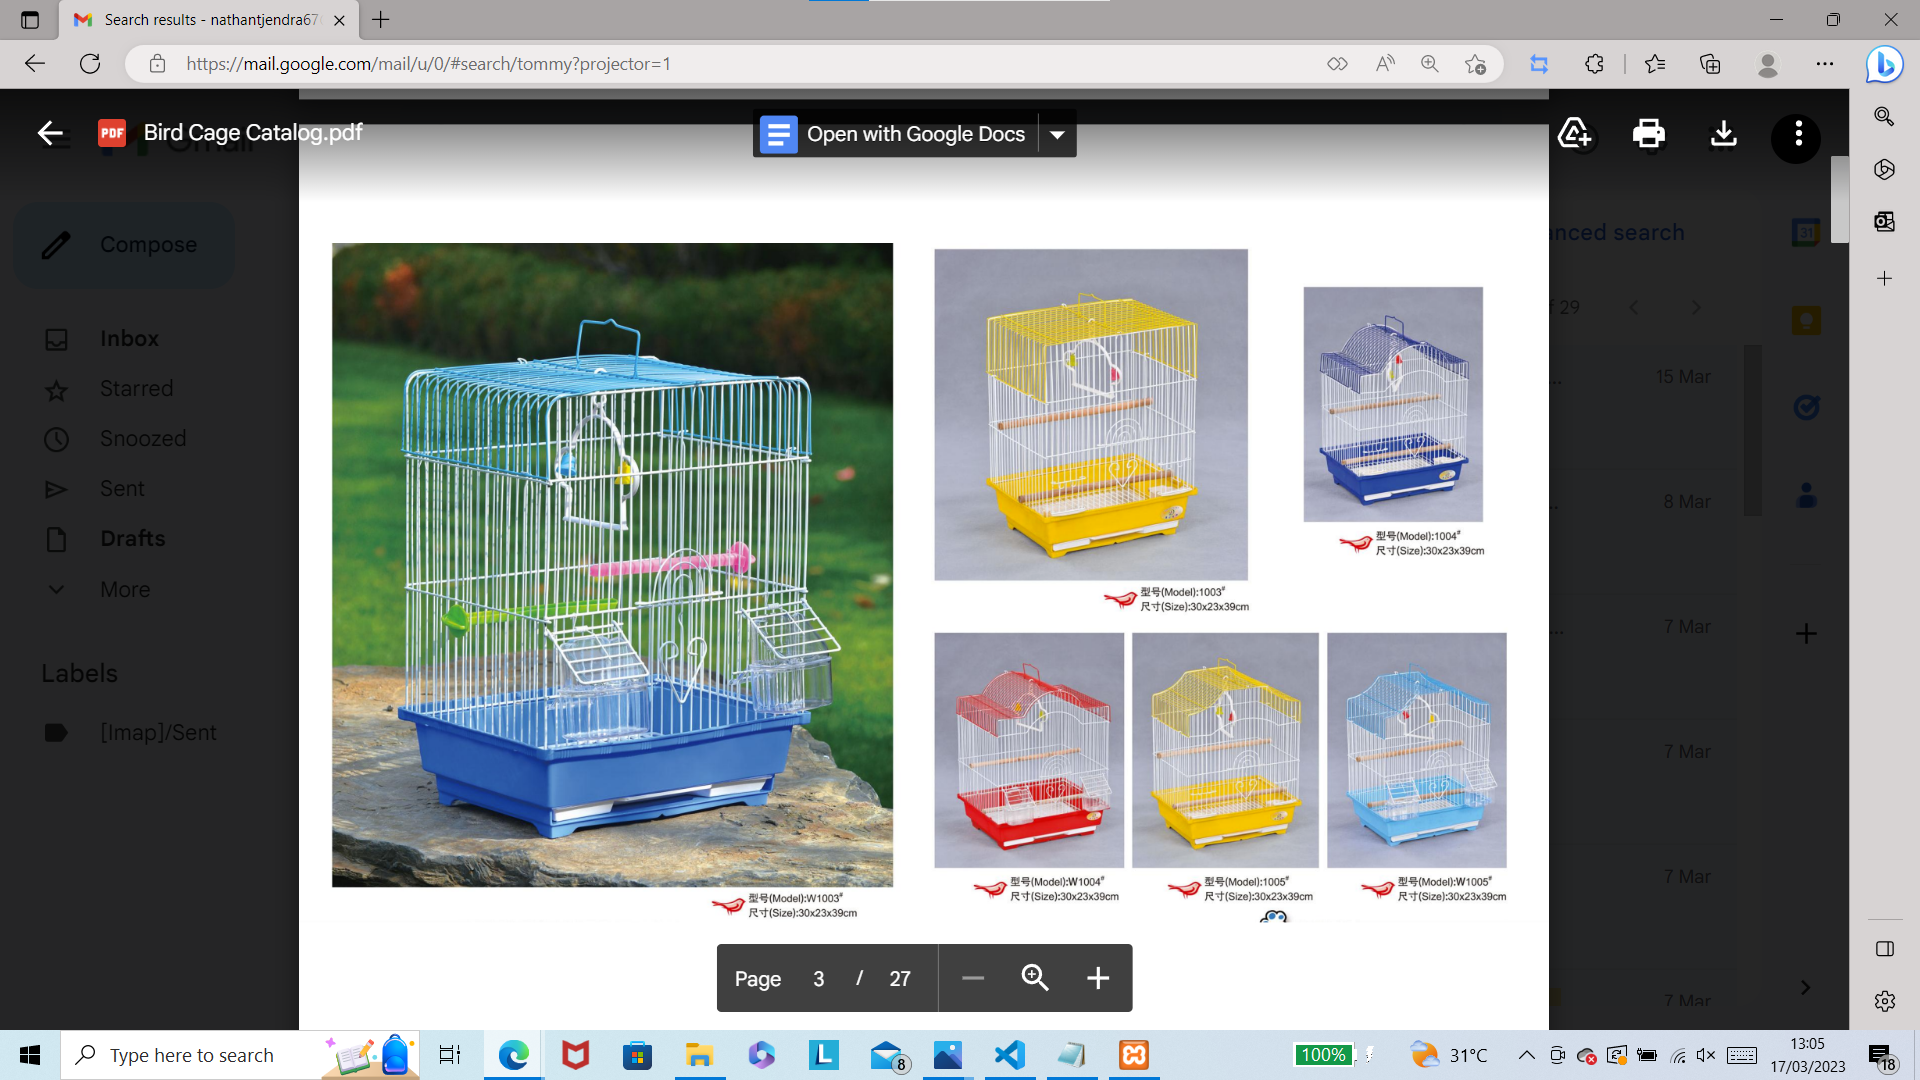 Search results - nathantjendra67
https://mail.google.com/mail/u/0/#search/tommy?projector=1
PDF
Bird Cage Catalog.pdf
Open with Google Docs
Compose
anced search
31
Inbox
f 29
Starred
15 Mar
Snoozed
Sent
8 Mar
Drafts
More
7 Mar
Labels
[Imap]/Sent
7 Mar
7 Mar
7 Mar
型号(Model):1004#
尺寸(Size):30x23x39cm
型号(Model):1003#
尺寸(Size):30x23x39cm
型号(Model):W1004#
尺寸(Size):30x23x39cm
型号(Model):1005#
尺寸(Size):30x23x39cm
型号(Model):W1005#
尺寸(Size):30x23x39cm
型号(Model):W1003#
尺寸(Size):30x23x39cm
Page 3 / 27
Type here to search
L
8
100%
31°C
13:05
17/03/2023
18